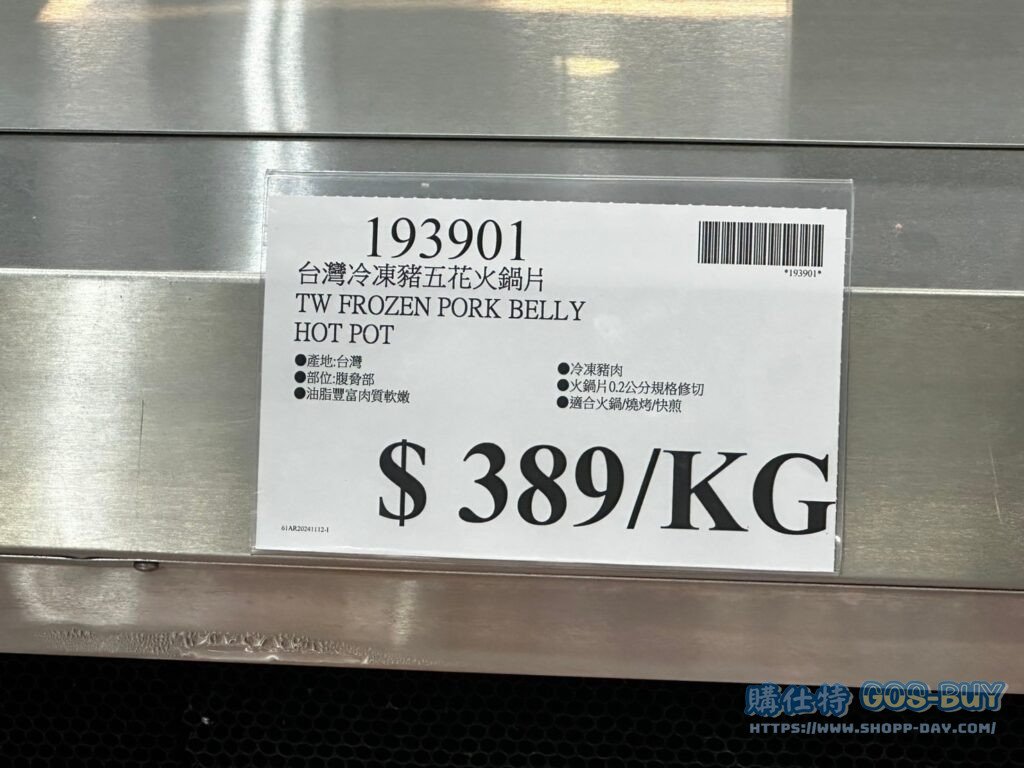 193901
*193901*
台灣冷凍豬五花火鍋片
TW FROZEN PORK BELLY
HOT POT
●產地:台灣
●部位:腹脅部
●油脂豐富肉質軟嫩
●冷凍豬肉
●火鍋片0.2公分規格修切
●適合火鍋/燒烤/快煎
$ 389/KG
61AR20241112-1
購仕特 GOS-BUY
HTTPS://WWW.SHOPP-DAY.COM/